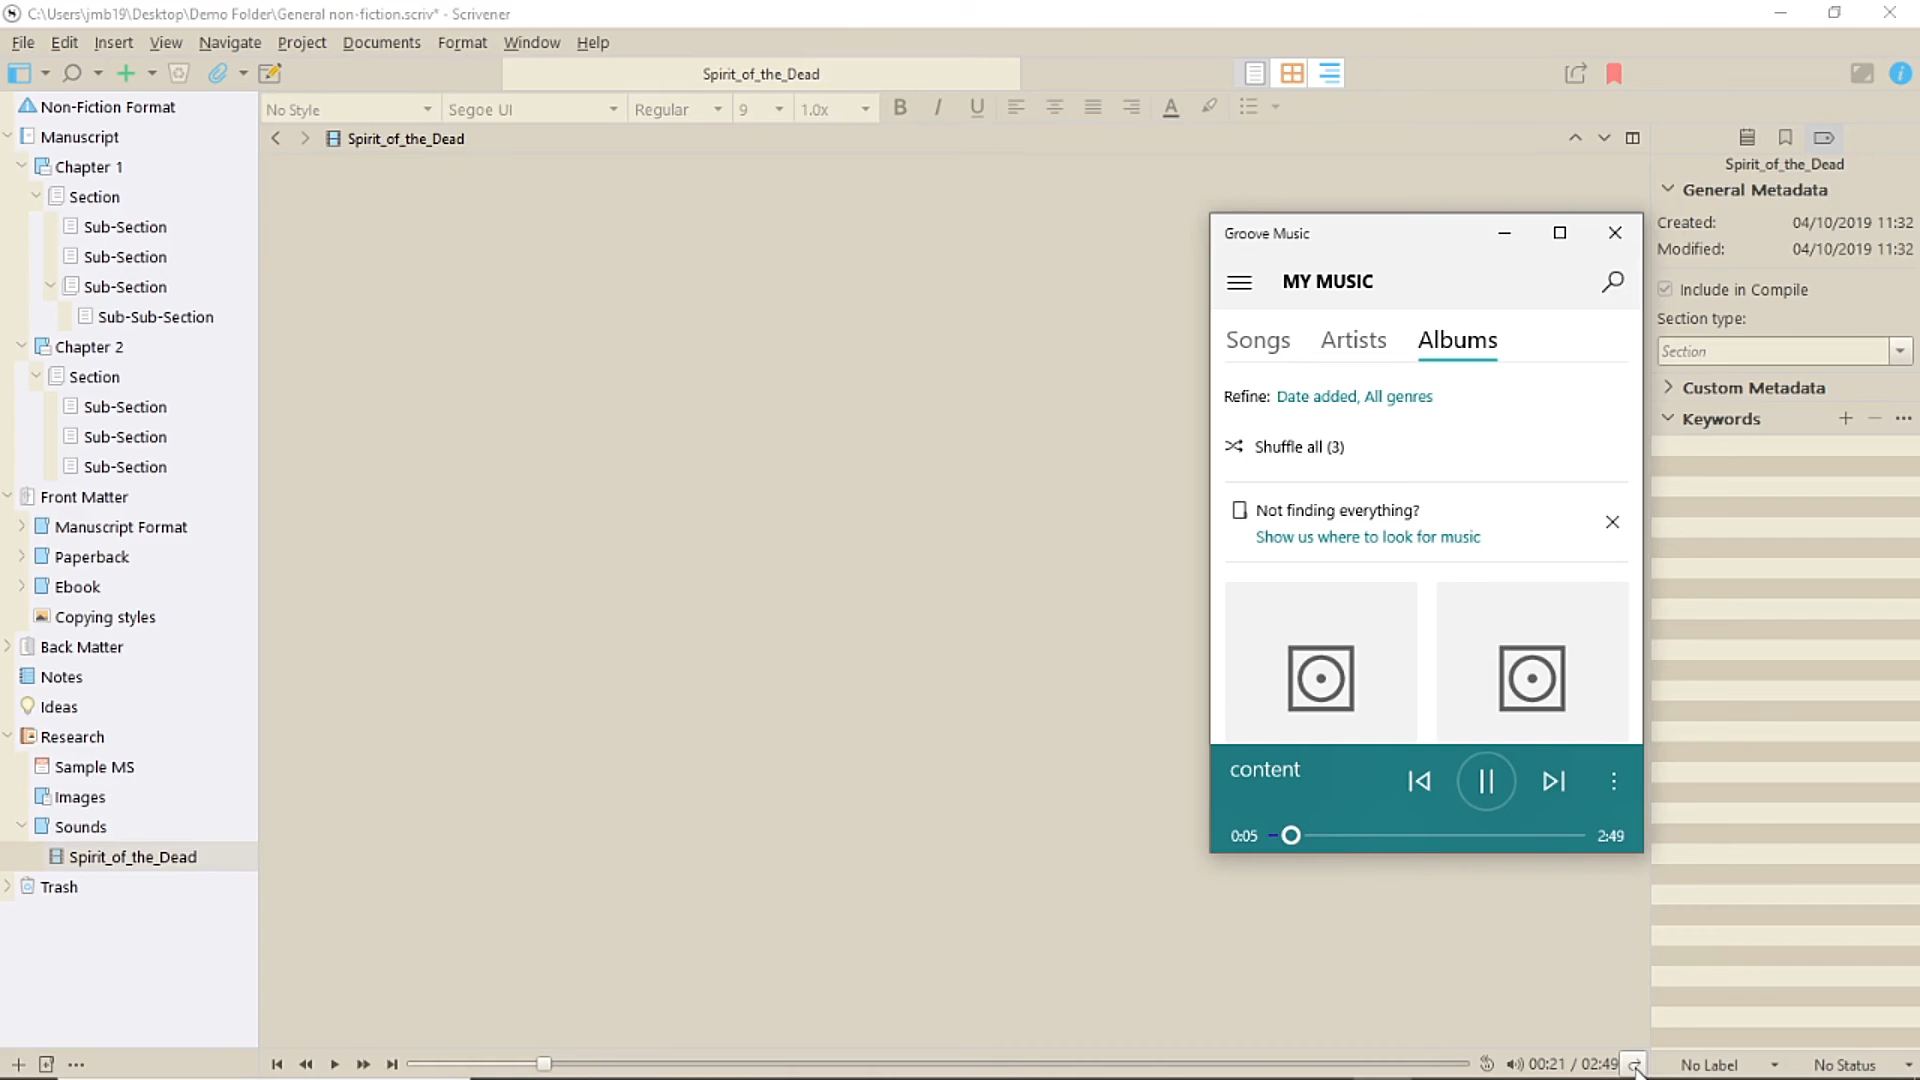 C:\Users\jmb19\Desktop\Demo Folder\General non-fiction.scriv* - Scrivener
File Edit Insert View Navigate Project Documents Format Window Help
Spirit_of_the_Dead
Non-Fiction Format
Manuscript
Chapter 1
Section
Sub-Section
Sub-Section
Sub-Section
Sub-Sub-Section
Chapter 2
Section
Sub-Section
Sub-Section
Sub-Section
Front Matter
Manuscript Format
Paperback
Ebook
Copying styles
Back Matter
Notes
Ideas
Research
Sample MS
Images
Sounds
Spirit_of_the_Dead
Trash
No Style Segoe UI Regular 9 1.0x B I U A
Spirit_of_the_Dead
Groove Music
MY MUSIC
Songs Artists Albums
Refine: Date added, All genres
Shuffle all (3)
Not finding everything?
Show us where to look for music
content
0:05 2:49
00:21 / 02:49
Spirit_of_the_Dead
General Metadata
Created: 04/10/2019 11:32
Modified: 04/10/2019 11:32
Include in Compile
Section type:
Section
Custom Metadata
Keywords
No Label No Status